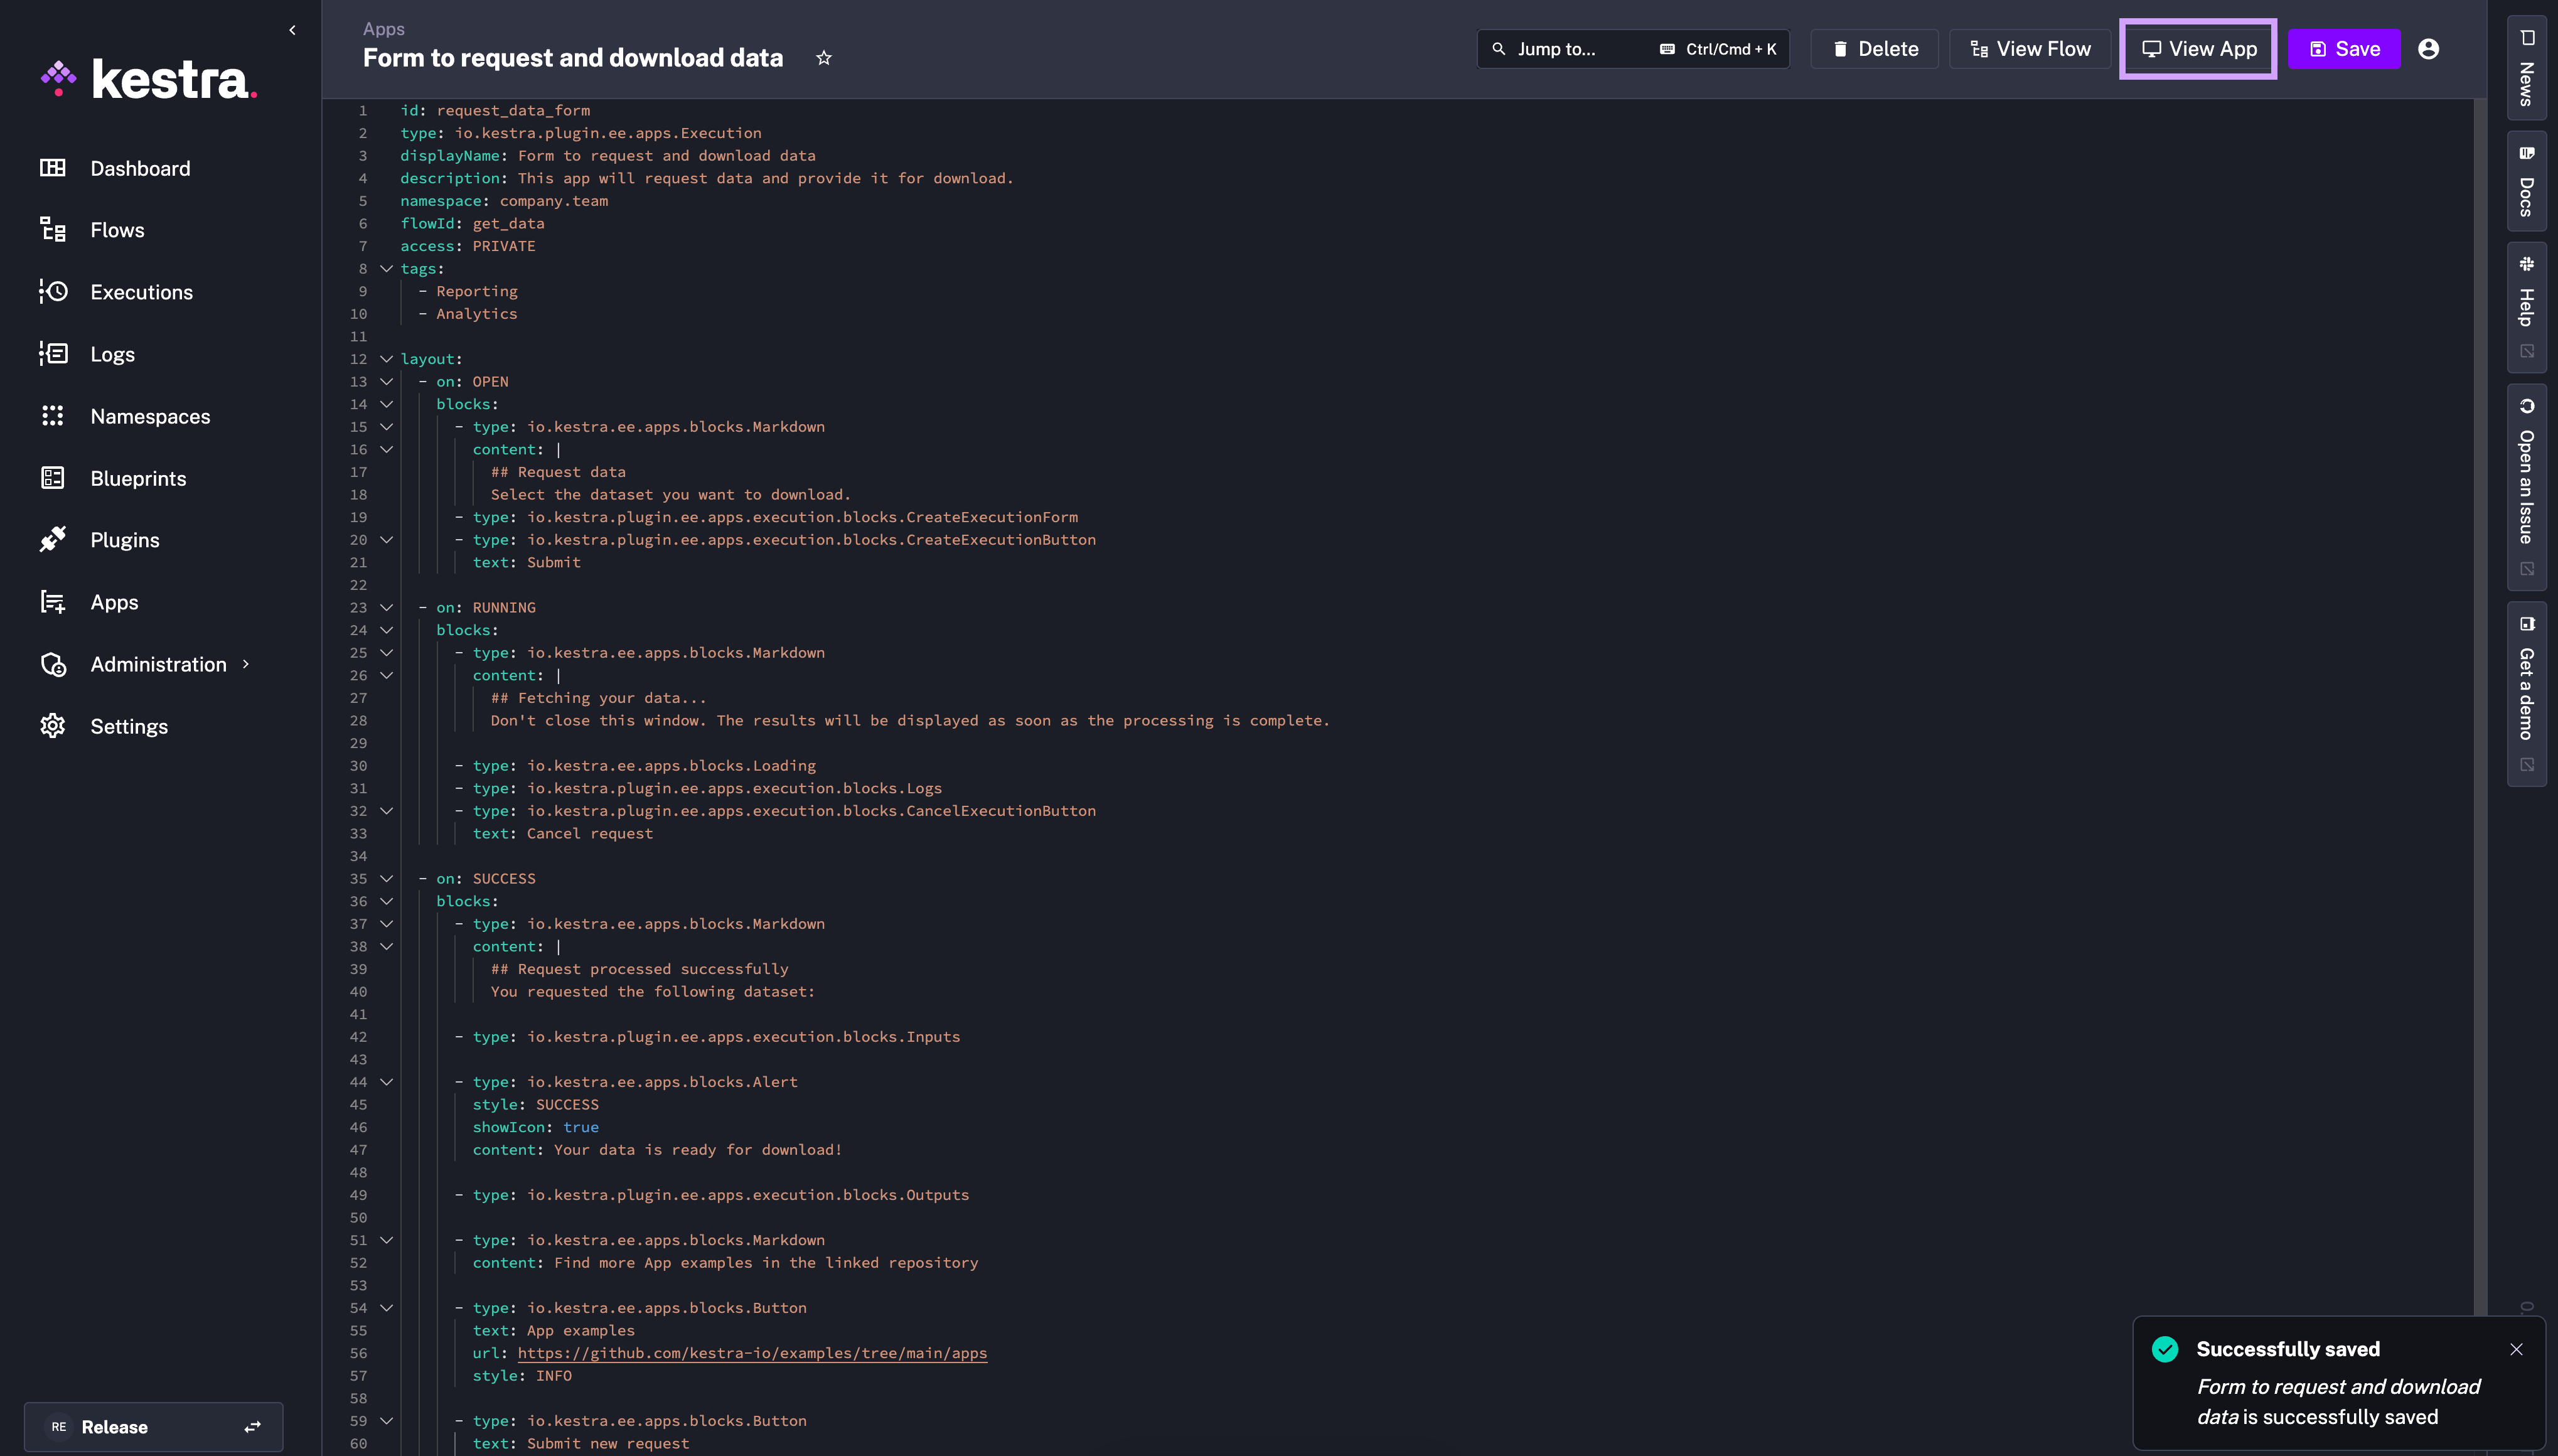 kestra.
Dashboard
Flows
Executions
Logs
Namespaces
Blueprints
Plugins
Apps
Administration
Settings
RE Release
Apps
Form to request and download data
Jump to... Ctrl/Cmd + K
Delete
View Flow
View App
Save
1 id: request_data_form
2 type: io.kestra.plugin.ee.apps.Execution
3 displayName: Form to request and download data
4 description: This app will request data and provide it for download.
5 namespace: company.team
6 flowId: get_data
7 access: PRIVATE
8 tags:
9 - Reporting
10 - Analytics
11
12 layout:
13 - on: OPEN
14 blocks:
15 - type: io.kestra.ee.apps.blocks.Markdown
16 content: |
17 ## Request data
18 Select the dataset you want to download.
19 - type: io.kestra.plugin.ee.apps.execution.blocks.CreateExecutionForm
20 - type: io.kestra.plugin.ee.apps.execution.blocks.CreateExecutionButton
21 text: Submit
22
23 - on: RUNNING
24 blocks:
25 - type: io.kestra.ee.apps.blocks.Markdown
26 content: |
27 ## Fetching your data...
28 Don't close this window. The results will be displayed as soon as the processing is complete.
29
30 - type: io.kestra.ee.apps.blocks.Loading
31 - type: io.kestra.plugin.ee.apps.execution.blocks.Logs
32 - type: io.kestra.plugin.ee.apps.execution.blocks.CancelExecutionButton
33 text: Cancel request
34
35 - on: SUCCESS
36 blocks:
37 - type: io.kestra.ee.apps.blocks.Markdown
38 content: |
39 ## Request processed successfully
40 You requested the following dataset:
41
42 - type: io.kestra.plugin.ee.apps.execution.blocks.Inputs
43
44 - type: io.kestra.ee.apps.blocks.Alert
45 style: SUCCESS
46 showIcon: true
47 content: Your data is ready for download!
48
49 - type: io.kestra.plugin.ee.apps.execution.blocks.Outputs
50
51 - type: io.kestra.ee.apps.blocks.Markdown
52 content: Find more App examples in the linked repository
53
54 - type: io.kestra.ee.apps.blocks.Button
55 text: App examples
56 url: https://github.com/kestra-io/examples/tree/main/apps
57 style: INFO
58
59 - type: io.kestra.ee.apps.blocks.Button
60 text: Submit new request
News
Docs
Help
Open an Issue
Get a demo
Successfully saved
Form to request and download
data is successfully saved